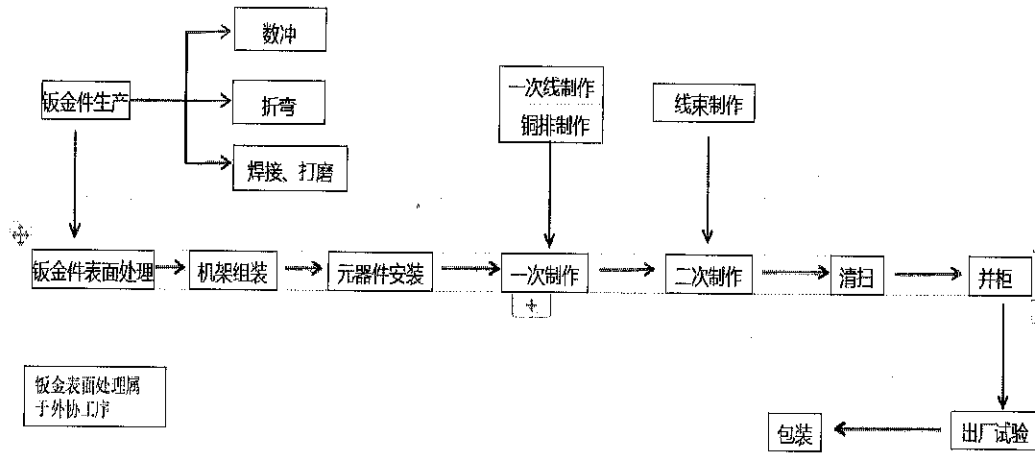 数冲
钣金件生产
折弯
焊接、打磨
一次线制作
铜排制作
线束制作
钣金件表面处理
机架组装
元器件安装
一次制作
二次制作
清扫
并柜
钣金表面处理属
于外协工序
包装
出厂试验